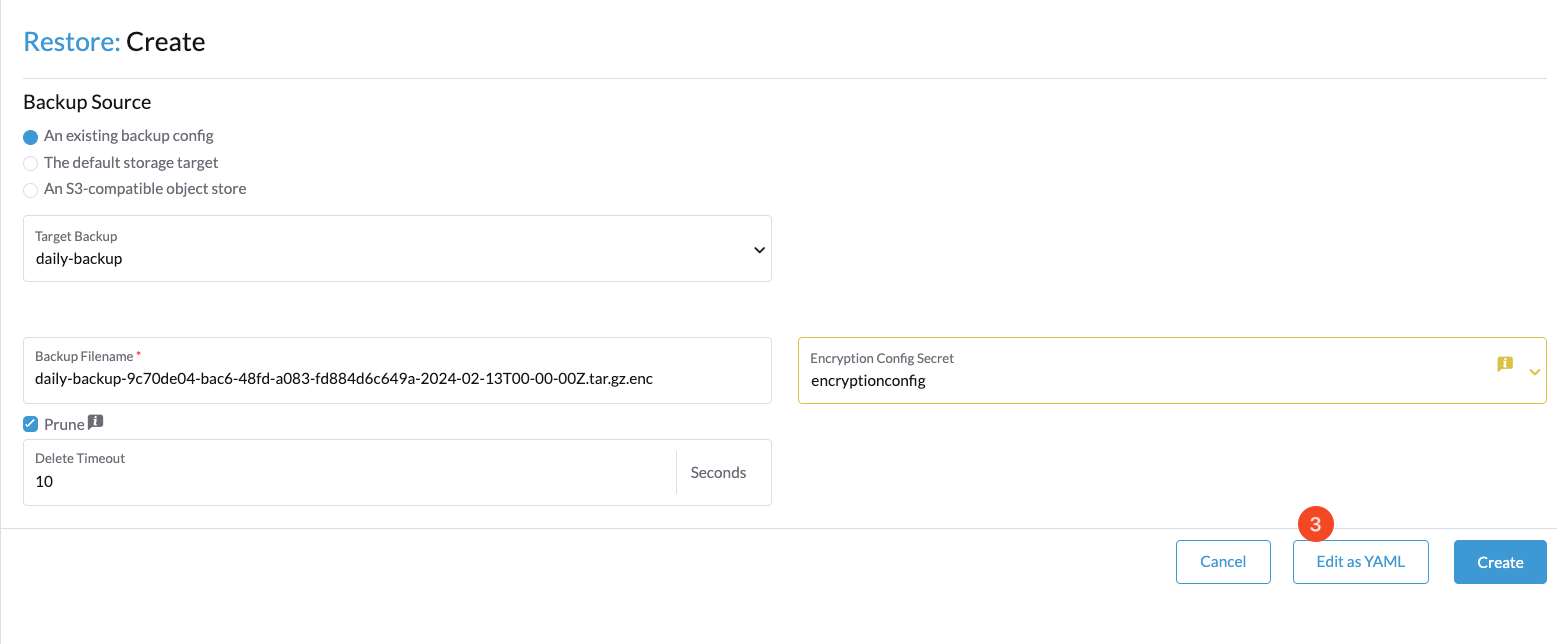 Restore: Create
Backup Source
An existing backup config
The default storage target
An S3-compatible object store
Target Backup
daily-backup
Backup Filename *
daily-backup-9c70de04-bac6-48fd-a083-fd884d6c649a-2024-02-13T00-00-00Z.tar.gz.enc
Encryption Config Secret
encryptionconfig
Prune
Delete Timeout
10
Seconds
3
Cancel
Edit as YAML
Create